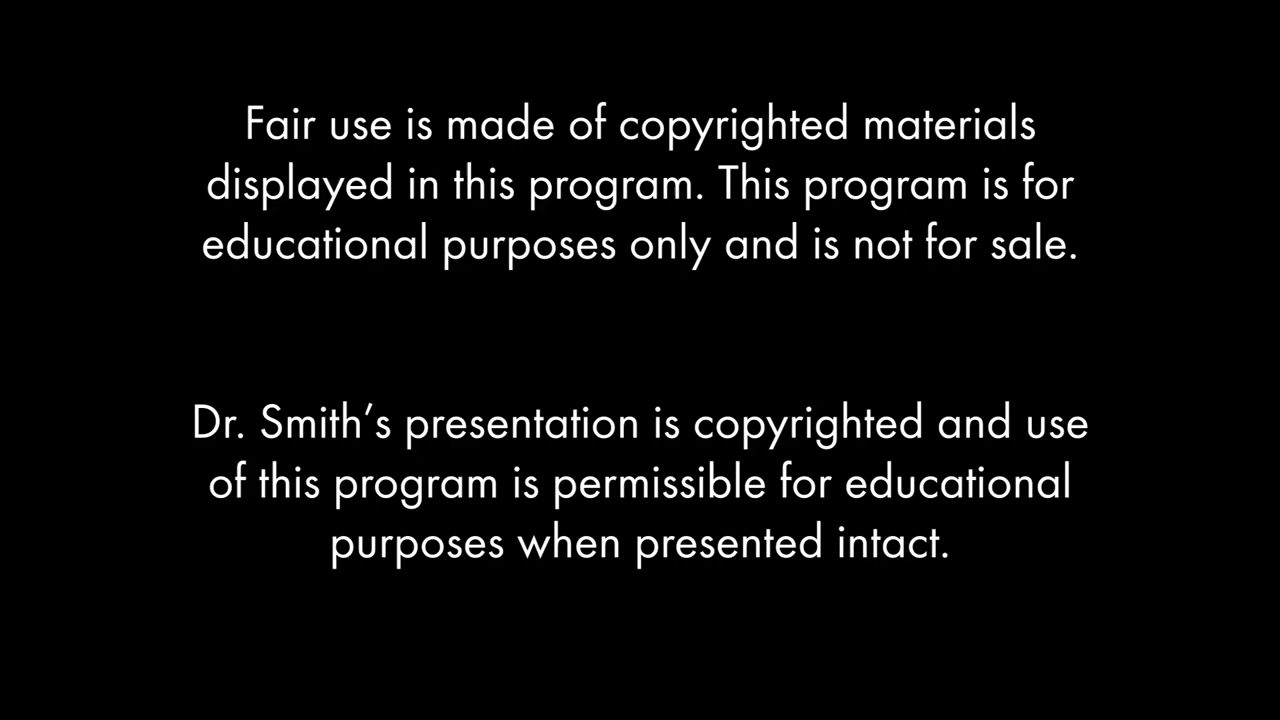 Fair use is made of copyrighted materials
displayed in this program. This program is for
educational purposes only and is not for sale.
Dr. Smith’s presentation is copyrighted and use
of this program is permissible for educational
purposes when presented intact.